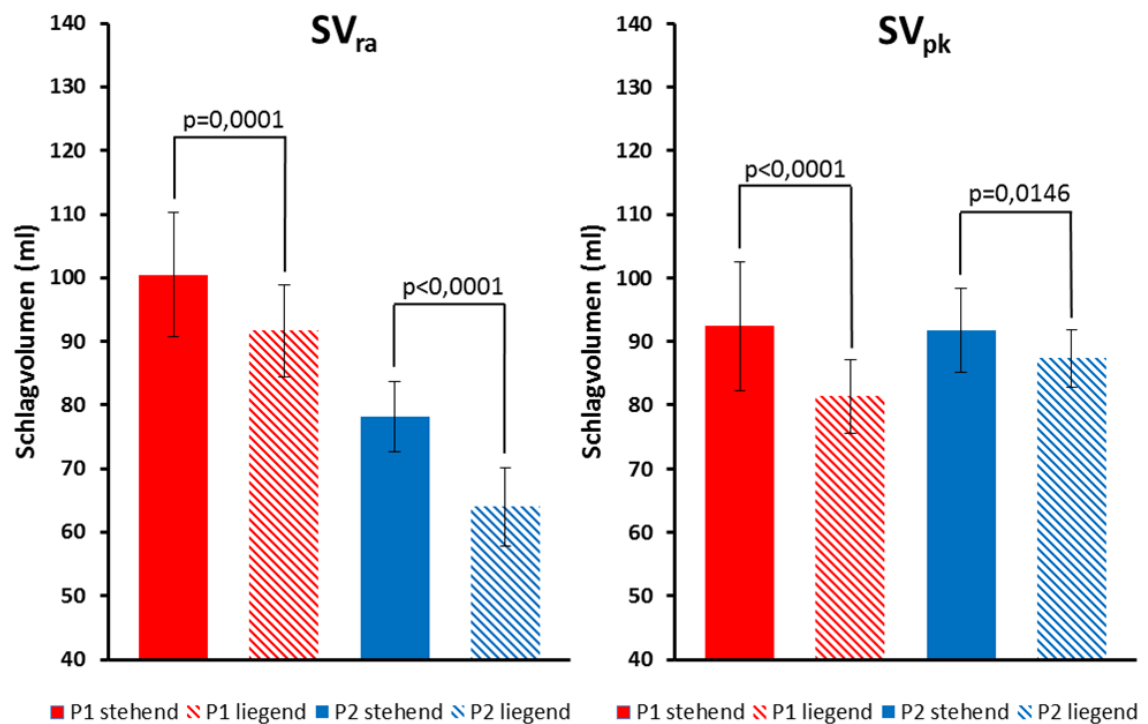 SVra
Schlagvolumen (ml)
140
130
120
110
100
90
80
70
60
50
40
p=0,0001
p<0,0001
P1 stehend P1 liegend P2 stehend P2 liegend
SVpk
Schlagvolumen (ml)
140
130
120
110
100
90
80
70
60
50
40
p<0,0001
p=0,0146
P1 stehend P1 liegend P2 stehend P2 liegend